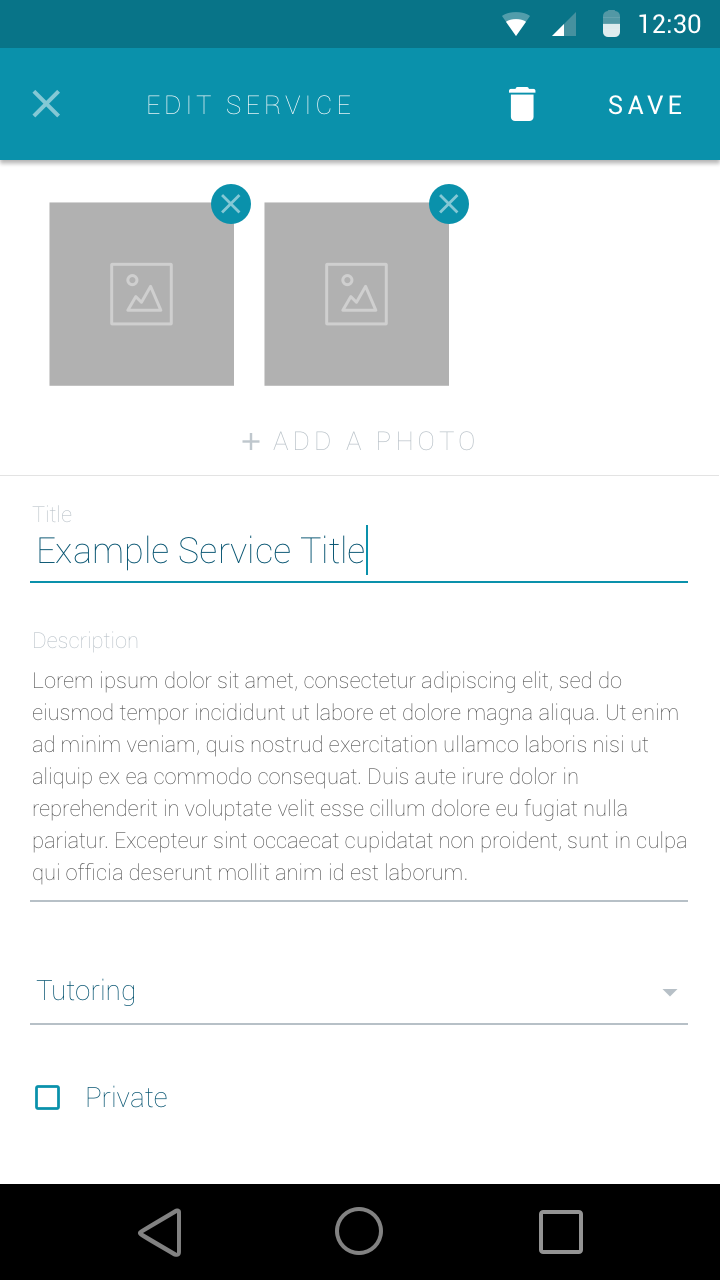 12:30
EDIT SERVICE
SAVE
+ ADD A PHOTO
Title
Example Service Title
Description
Lorem ipsum dolor sit amet, consectetur adipiscing elit, sed do
eiusmod tempor incididunt ut labore et dolore magna aliqua. Ut enim
ad minim veniam, quis nostrud exercitation ullamco laboris nisi ut
aliquip ex ea commodo consequat. Duis aute irure dolor in
reprehenderit in voluptate velit esse cillum dolore eu fugiat nulla
pariatur. Excepteur sint occaecat cupidatat non proident, sunt in culpa
qui officia deserunt mollit anim id est laborum.
Tutoring
Private